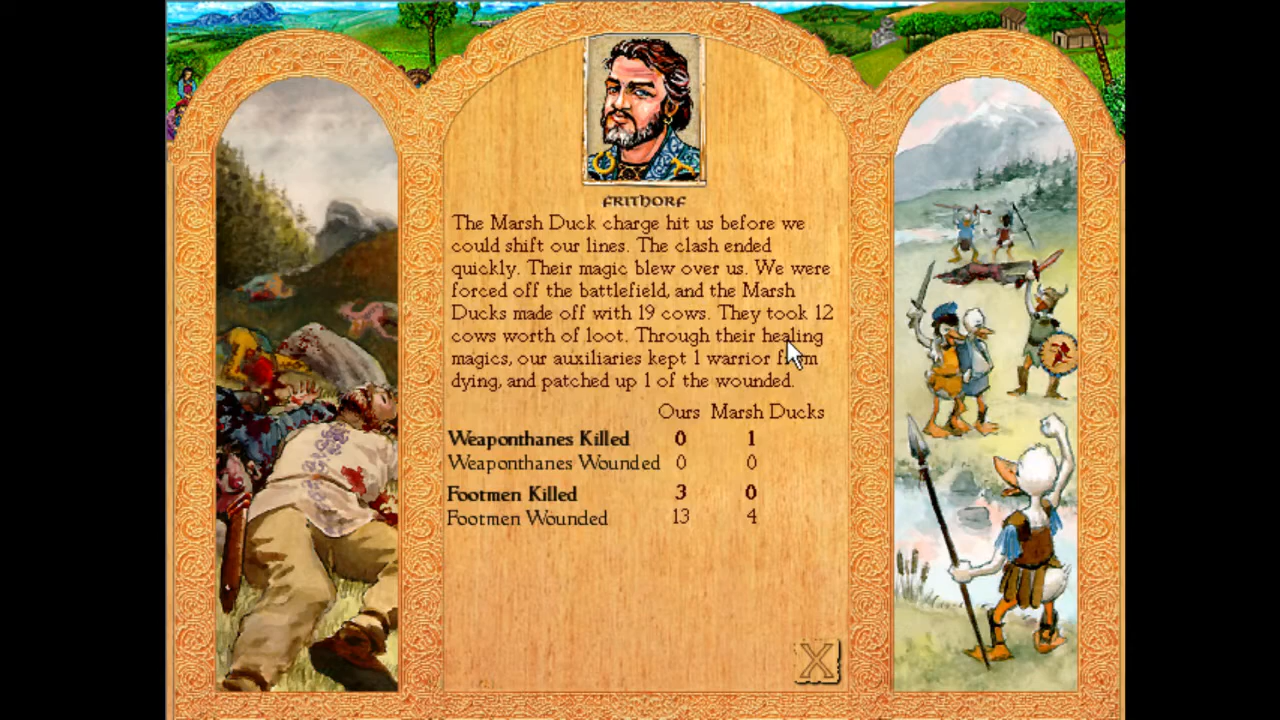 FRITHORF
The Marsh Duck charge hit us before we
could shift our lines. The clash ended
quickly. Their magic blew over us. We were
forced off the battlefield, and the Marsh
Ducks made off with 19 cows. They took 12
cows worth of loot. Through their healing
magics, our auxiliaries kept 1 warrior from
dying, and patched up 1 of the wounded.
Ours Marsh Ducks
Weaponthanes Killed 0 1
Weaponthanes Wounded 0 0
Footmen Killed 3 0
Footmen Wounded 13 4
X